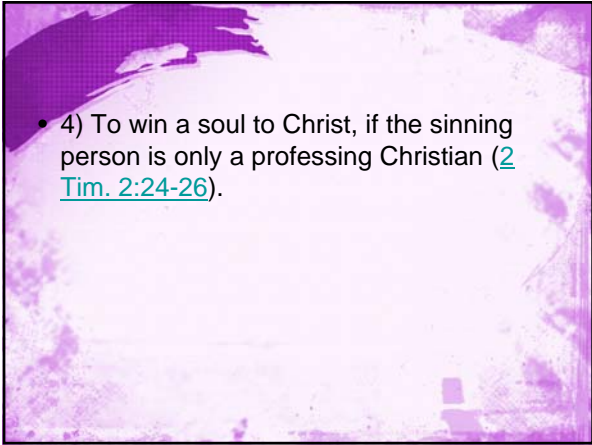 • 4) To win a soul to Christ, if the sinning
person is only a professing Christian (2
Tim. 2:24-26).